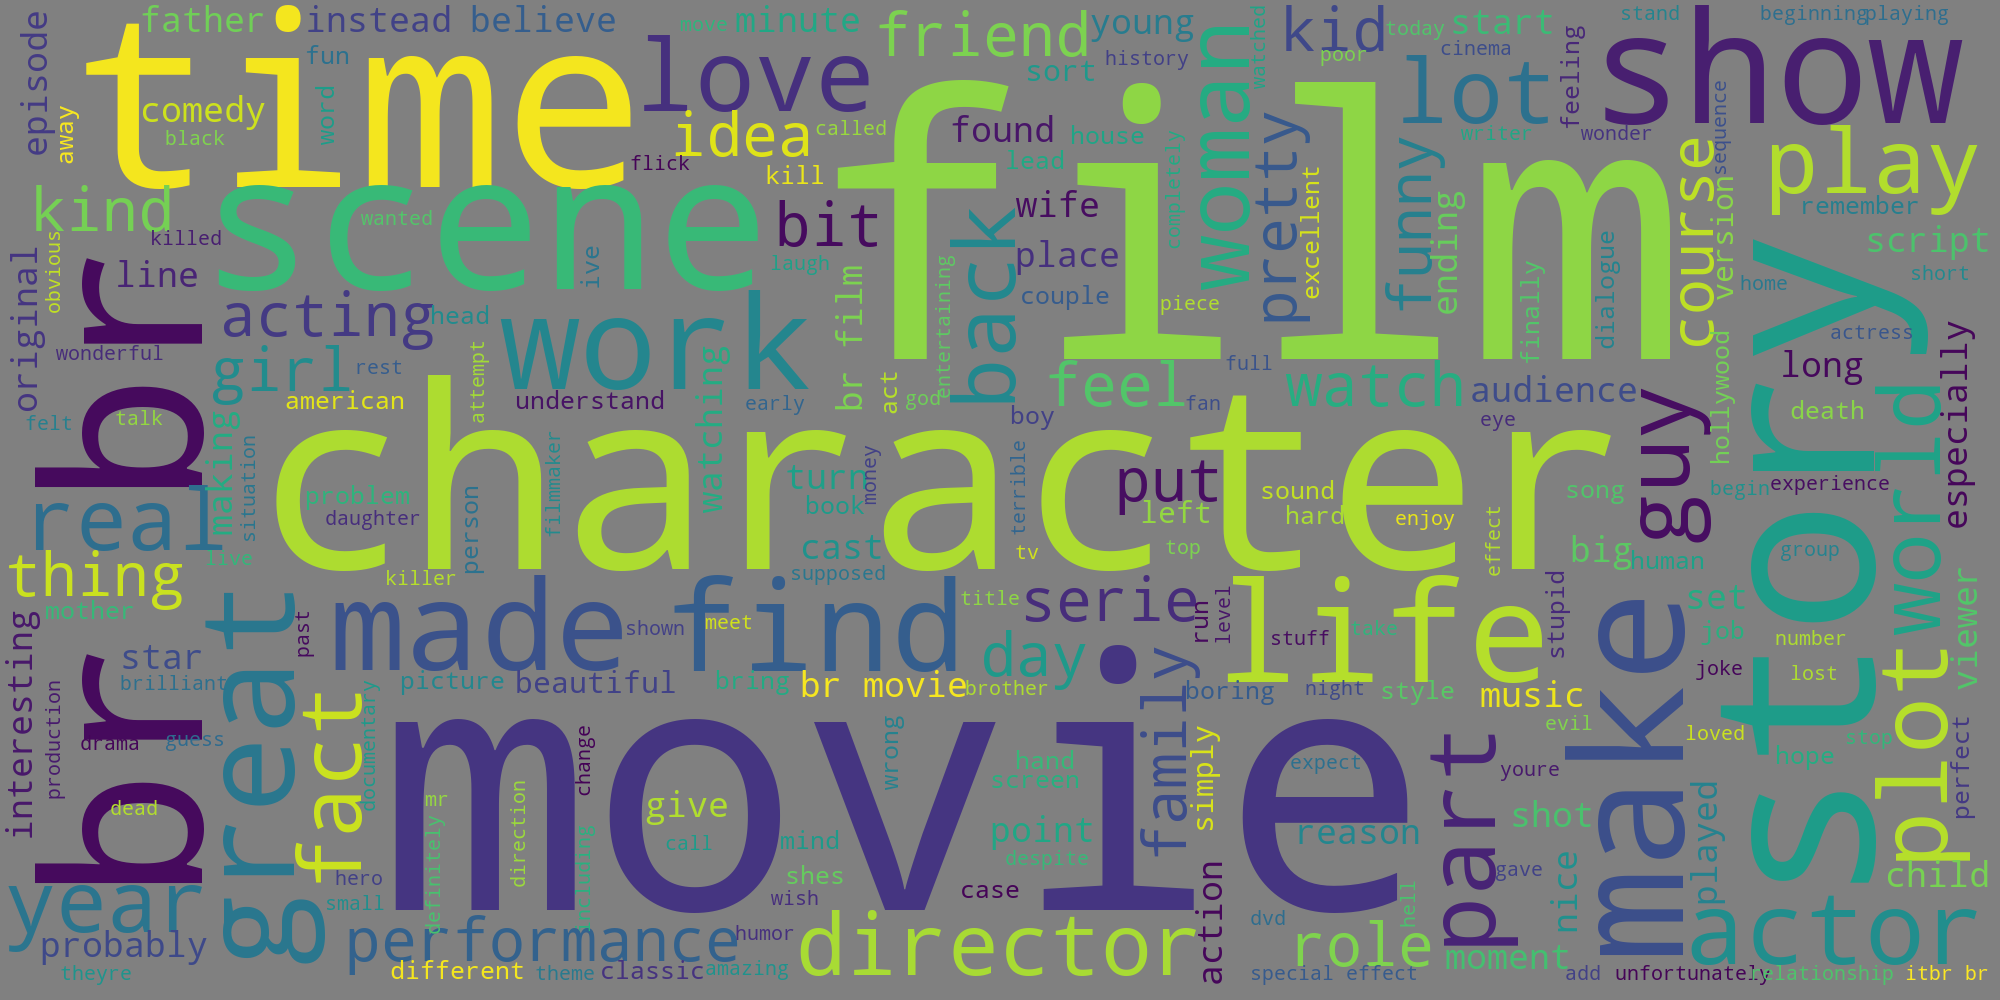 episode
father
instead
believe
move
minute
friend
young
watched
kid
today
start
stand
beginning
playing
time
fun
love
sort
history
poor
cinema
feeling
show
away
comedy
black
word
idea
called
found
house
lead
woman
lot
writer
wonder
sequence
play
flick
kill
film
completely
pretty
excellent
funny
ending
course
version
remember
kind
killed
scene
wanted
live
bit
laugh
back
wife
place
couple
piece
finally
dialogue
script
short
home
original
obvious
line
br br
acting
head
work
br film
entertaining
full
actress
wonderful
girl
rest
attempt
american
understand
watching
early
act
god
boy
feel
fan
watch
audience
eye
hollywood
guy
long
death
world
especially
felt
talk
making
situation
character
problem
daughter
person
filmmaker
turn
book
money
terrible
put
left
sound
hard
enjoy
effect
song
begin
experience
story
real
live
killer
cast
supposed
tv
top
big
human
group
thing
mother
great
past
made
find
shown
meet
title
serie
run
level
life
stuff
take
stupid
make
set
job
number
plot
viewer
interesting
star
brilliant
production
drama
guess
br
fact
documentary
picture
beautiful
bring
br movie
brother
day
family
boring
night
style
music
evil
joke
lost
loved
hope
stop
perfect
dead
movie
change
wrong
hand
screen
simply
expect
part
youre
mr
definitely
direction
including
give
call
mind
point
despite
reason
shot
played
year
hero
small
shes
wish
case
action
dvd
hell
gave
nice
child
probably
theyre
performance
humor
director
role
moment
actor
different
theme
classic
amazing
special effect
add
unfortunately
relationship
itbr br